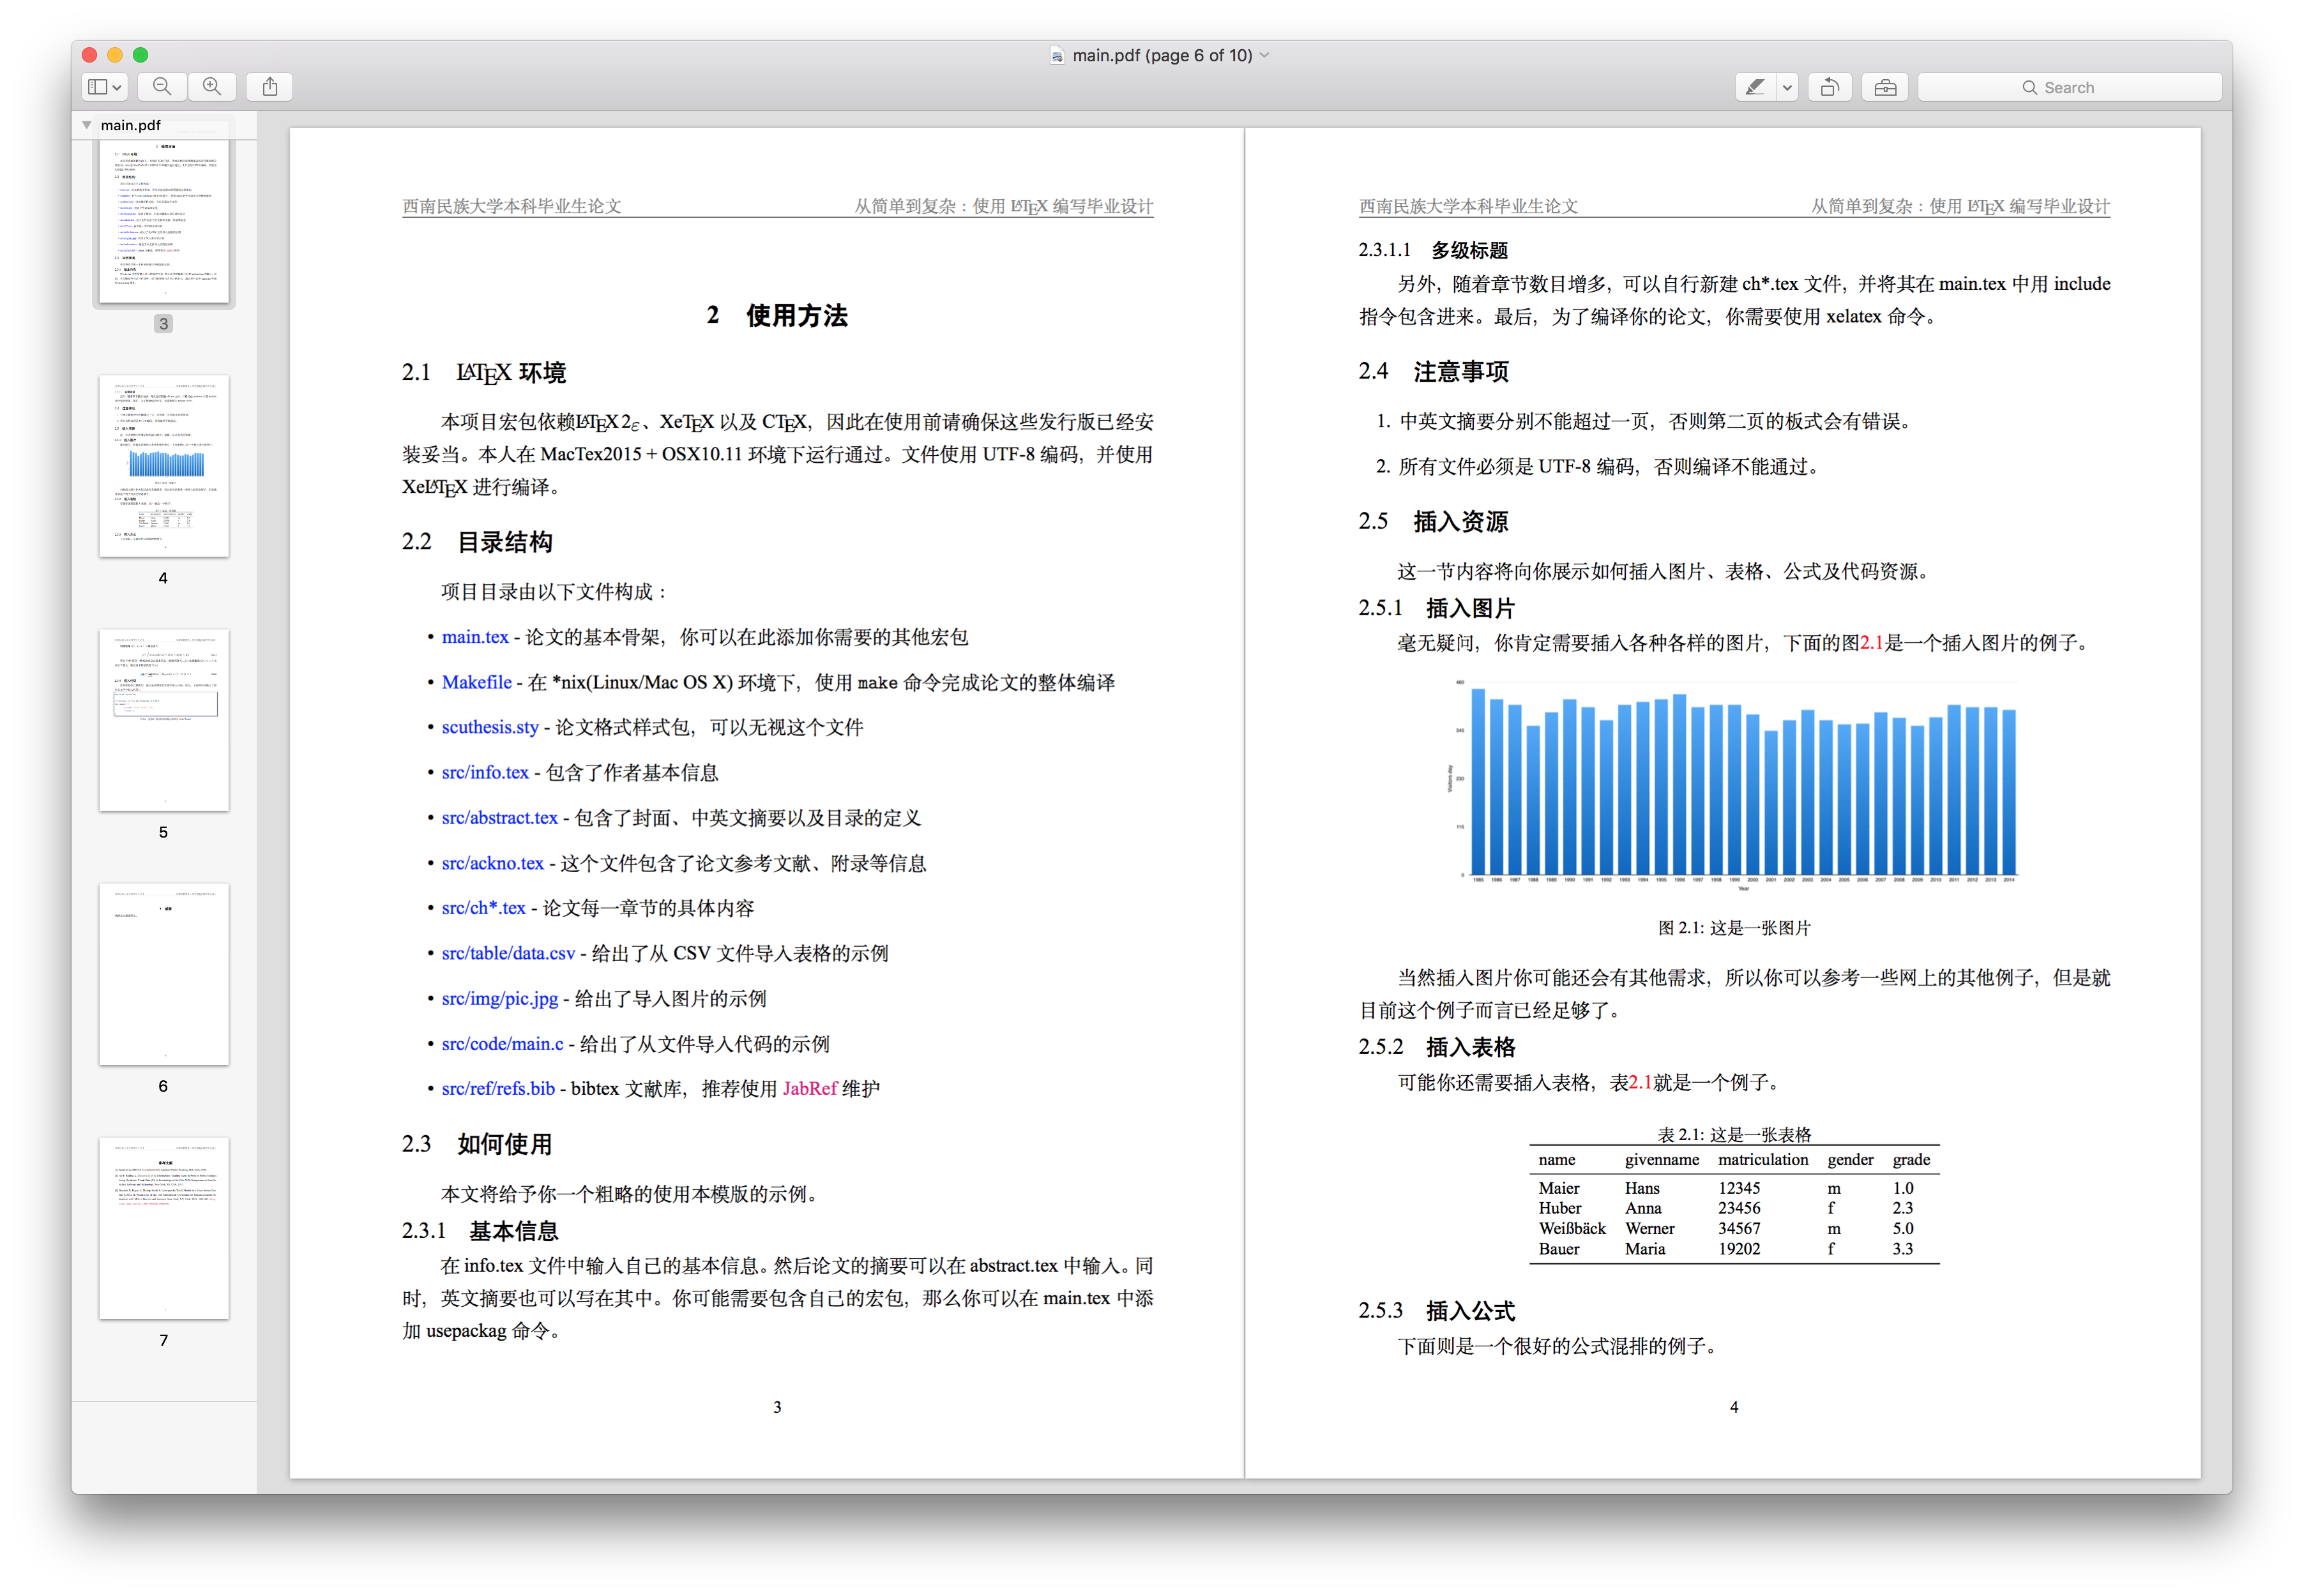 main.pdf (page 6 of 10)
Search
main.pdf
3
4
5
6
7
西南民族大学本科毕业生论文 从简单到复杂：使用 LATEX 编写毕业设计
2 使用方法
2.1 LATEX 环境
本项目宏包依赖LATEX 2ε、XeTEX 以及 CTEX，因此在使用前请确保这些发行版已经安
装妥当。本人在 MacTex2015 + OSX10.11 环境下运行通过。文件使用 UTF-8 编码，并使用
XeLATEX 进行编译。
2.2 目录结构
项目目录由以下文件构成：
• main.tex - 论文的基本骨架，你可以在此添加你需要的其他宏包
• Makefile - 在 *nix(Linux/Mac OS X) 环境下，使用 make 命令完成论文的整体编译
• scuthesis.sty - 论文格式样式包，可以无视这个文件
• src/info.tex - 包含了作者基本信息
• src/abstract.tex - 包含了封面、中英文摘要以及目录的定义
• src/ackno.tex - 这个文件包含了论文参考文献、附录等信息
• src/ch*.tex - 论文每一章节的具体内容
• src/table/data.csv - 给出了从 CSV 文件导入表格的示例
• src/img/pic.jpg - 给出了导入图片的示例
• src/code/main.c - 给出了从文件导入代码的示例
• src/ref/refs.bib - bibtex 文献库，推荐使用 JabRef 维护
2.3 如何使用
本文将给予你一个粗略的使用本模版的示例。
2.3.1 基本信息
在 info.tex 文件中输入自己的基本信息。然后论文的摘要可以在 abstract.tex 中输入。同
时，英文摘要也可以写在其中。你可能需要包含自己的宏包，那么你可以在 main.tex 中添
加 usepackag 命令。
3
西南民族大学本科毕业生论文 从简单到复杂：使用 LATEX 编写毕业设计
2.3.1.1 多级标题
另外，随着章节数目增多，可以自行新建 ch*.tex 文件，并将其在 main.tex 中用 include
指令包含进来。最后，为了编译你的论文，你需要使用 xelatex 命令。
2.4 注意事项
1. 中英文摘要分别不能超过一页，否则第二页的板式会有错误。
2. 所有文件必须是 UTF-8 编码，否则编译不能通过。
2.5 插入资源
这一节内容将向你展示如何插入图片、表格、公式及代码资源。
2.5.1 插入图片
毫无疑问，你肯定需要插入各种各样的图片，下面的图2.1是一个插入图片的例子。
460
345
230
115
0
Visitors day
1985 1986 1987 1988 1989 1990 1991 1992 1993 1994 1995 1996 1997 1998 1999 2000 2001 2002 2003 2004 2005 2006 2007 2008 2009 2010 2011 2012 2013 2014
Year
图 2.1: 这是一张图片
当然插入图片你可能还会有其他需求，所以你可以参考一些网上的其他例子，但是就
目前这个例子而言已经足够了。
2.5.2 插入表格
可能你还需要插入表格，表2.1就是一个例子。
表 2.1: 这是一张表格
name givenname matriculation gender grade
Maier Hans 12345 m 1.0
Huber Anna 23456 f 2.3
Weißbäck Werner 34567 m 5.0
Bauer Maria 19202 f 3.3
2.5.3 插入公式
下面则是一个很好的公式混排的例子。
4